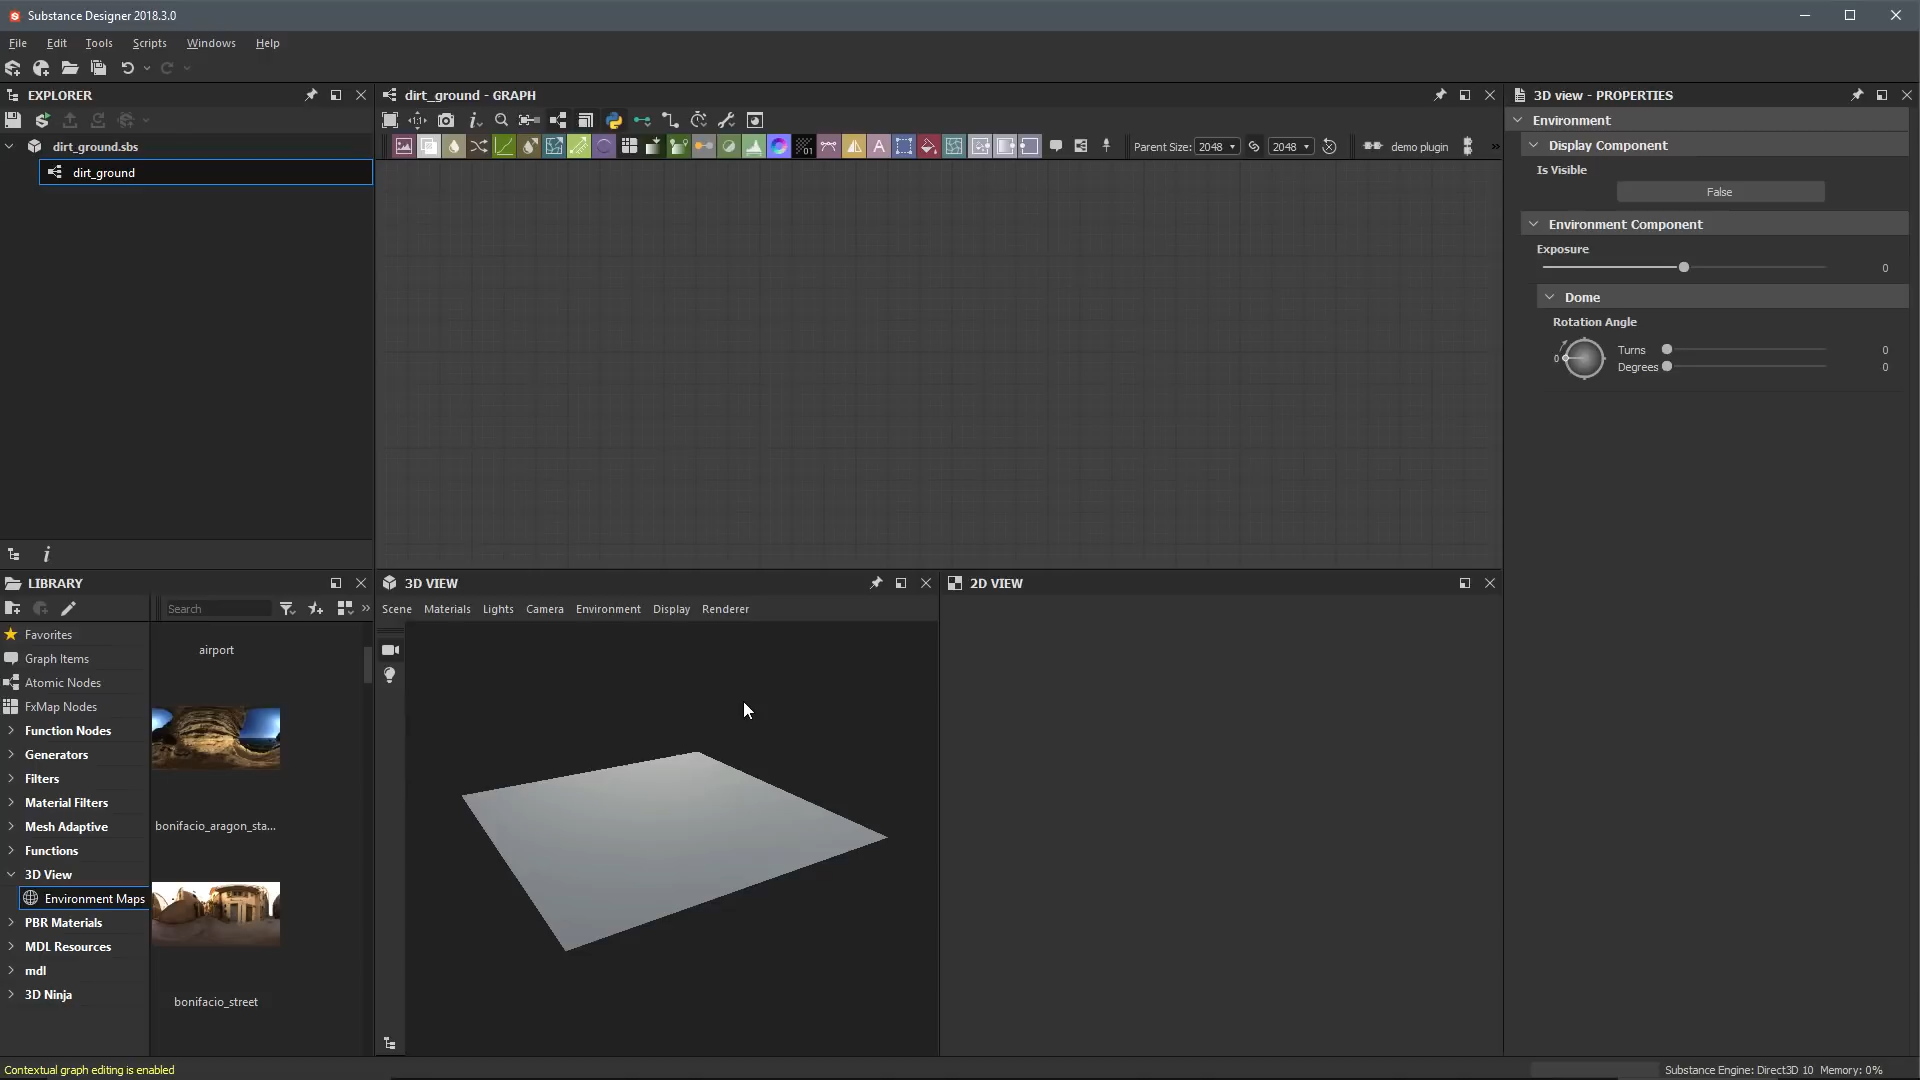 Substance Designer 2018.3.0
File Edit Tools Scripts Windows Help
EXPLORER
dirt_ground.sbs
dirt_ground
dirt_ground - GRAPH
Parent Size: 2048 2048 demo plugin
3D view - PROPERTIES
Environment
Display Component
Is Visible
False
Environment Component
Exposure
0
Dome
Rotation Angle
0
Turns 0
Degrees 0
LIBRARY
Search
Favorites
Graph Items
Atomic Nodes
FxMap Nodes
Function Nodes
Generators
Filters
Material Filters
Mesh Adaptive
Functions
3D View
Environment Maps
PBR Materials
MDL Resources
mdl
3D Ninja
airport
bonifacio_aragon_sta...
bonifacio_street
3D VIEW
Scene Materials Lights Camera Environment Display Renderer
2D VIEW
Contextual graph editing is enabled
Substance Engine: Direct3D 10 Memory: 0%